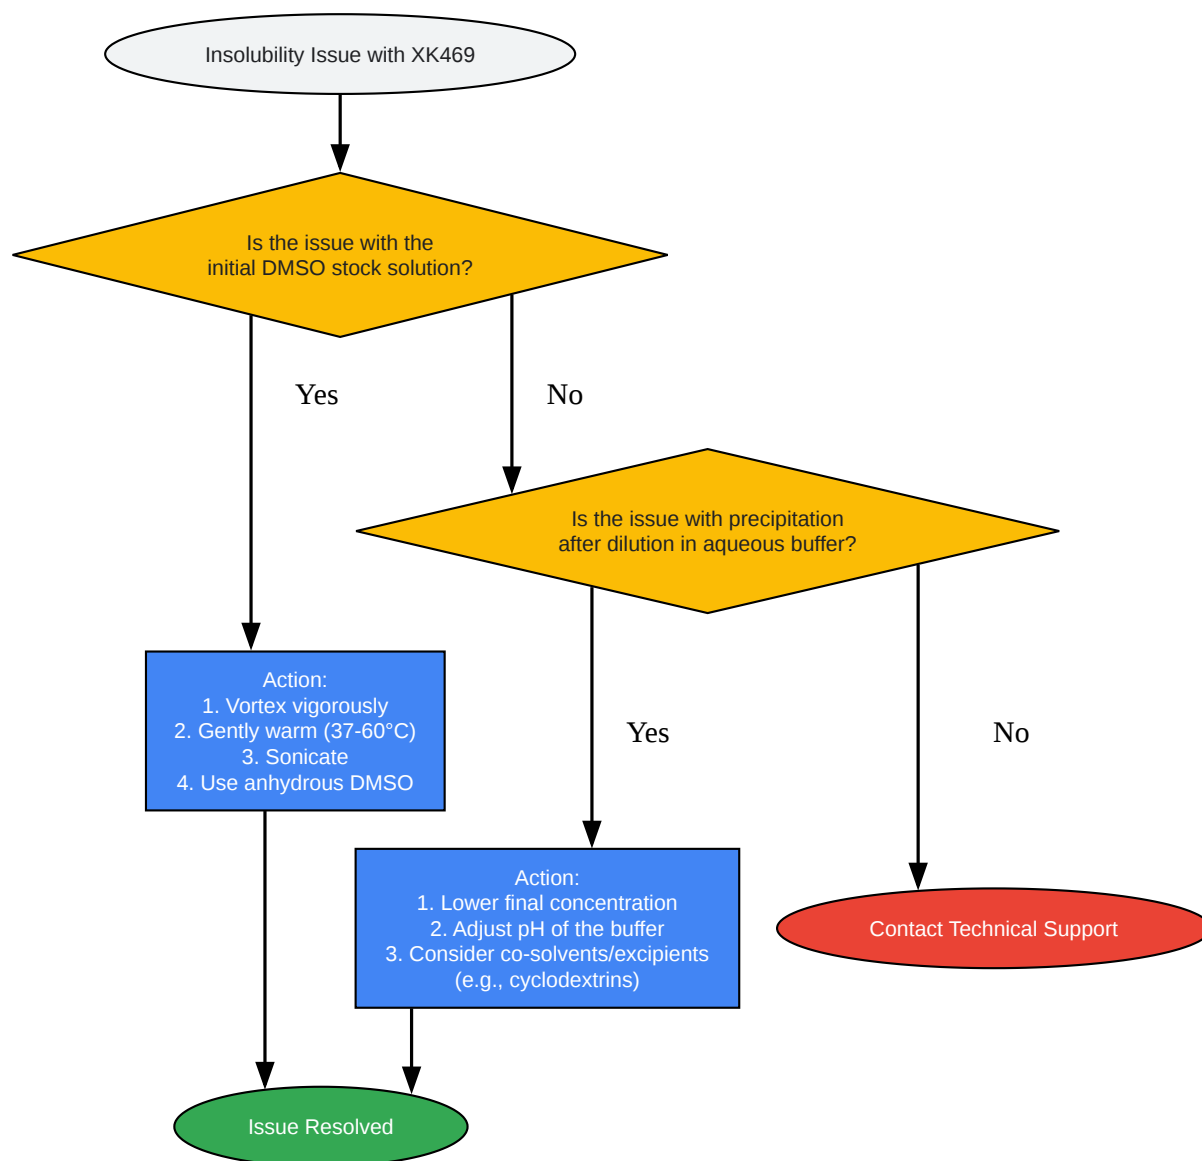 Insolubility Issue with XK469
Is the issue with the
initial DMSO stock solution?
Yes
No
Is the issue with precipitation
after dilution in aqueous buffer?
Action:
1. Vortex vigorously
2. Gently warm (37-60°C)
3. Sonicate
4. Use anhydrous DMSO
Yes
No
Action:
1. Lower final concentration
2. Adjust pH of the buffer
3. Consider co-solvents/excipients
(e.g., cyclodextrins)
Contact Technical Support
Issue Resolved